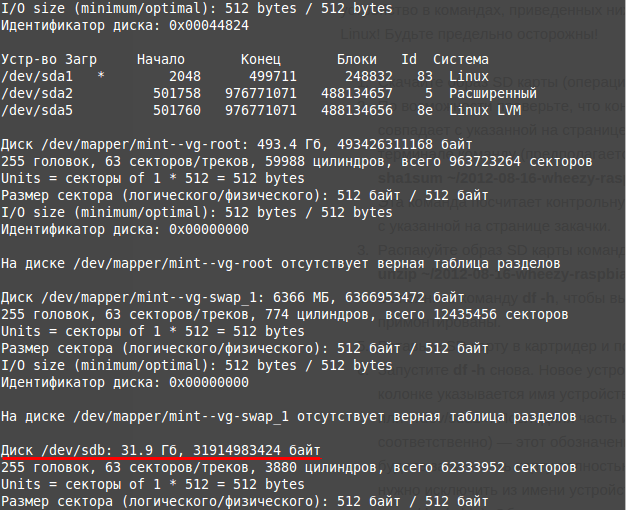 I/O size (minimum/optimal): 512 bytes / 512 bytes
Идентификатор диска: 0x00044824
Устр-во Загр     Начало       Конец       Блоки   Id  Система
/dev/sda1   *        2048      499711      248832   83  Linux
/dev/sda2          501758   976771071   488134657    5  Расширенный
/dev/sda5          501760   976771071   488134656   8e  Linux LVM
Диск /dev/mapper/mint--vg-root: 493.4 Гб, 493426311168 байт
255 головок, 63 секторов/треков, 59988 цилиндров, всего 963723264 секторов
Units = секторы of 1 * 512 = 512 bytes
Размер сектора (логического/физического): 512 байт / 512 байт
I/O size (minimum/optimal): 512 bytes / 512 bytes
Идентификатор диска: 0x00000000
На диске /dev/mapper/mint--vg-root отсутствует верная таблица разделов
Диск /dev/mapper/mint--vg-swap_1: 6366 МБ, 6366953472 байт
255 головок, 63 секторов/треков, 774 цилиндров, всего 12435456 секторов
Units = секторы of 1 * 512 = 512 bytes
Размер сектора (логического/физического): 512 байт / 512 байт
I/O size (minimum/optimal): 512 bytes / 512 bytes
Идентификатор диска: 0x00000000
На диске /dev/mapper/mint--vg-swap_1 отсутствует верная таблица разделов
Диск /dev/sdb: 31.9 Гб, 31914983424 байт
255 головок, 63 секторов/треков, 3880 цилиндров, всего 62333952 секторов
Units = секторы of 1 * 512 = 512 bytes
Размер сектора (логического/физического): 512 байт / 512 байт